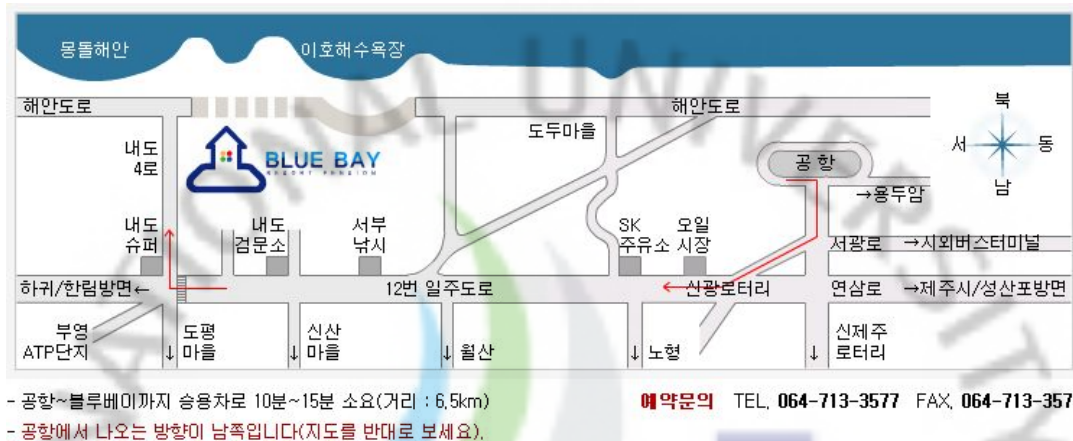 몽돌해안
이호해수욕장
해안도로
해안도로
북
서
동
남
도두마을
공항
내도
4로
BLUE BAY
RESORT PENSION
→용두암
내도
슈퍼
내도
검문소
서부
낚시
SK
주유소
오일
시장
서광로 →시외버스터미널
하귀/한림방면←
12번 일주도로
신광로터리
연삼로 →제주시/성산포방면
부영
ATP단지
↓ 도평
마을
↓ 신산
마을
↓ 월산
↓ 노형
↓ 신제주
로터리
- 공항~블루베이까지 승용차로 10분~15분 소요(거리 : 6,5km)
예약문의 TEL, 064-713-3577 FAX, 064-713-357
- 공항에서 나오는 방향이 남쪽입니다(지도를 반대로 보세요),
NATIONAL UNIVERSITY